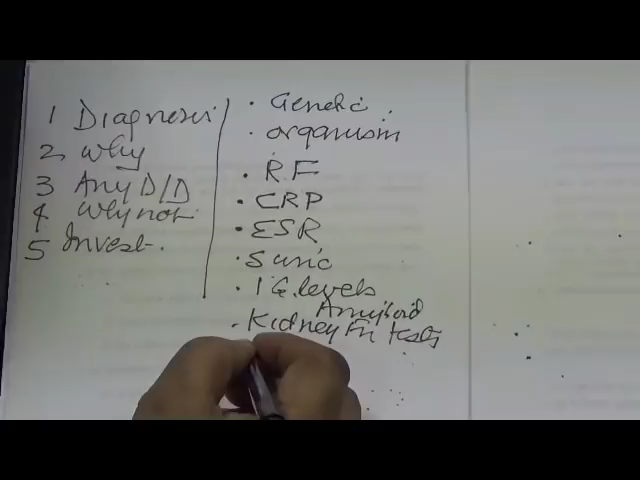 1 Diagnosis
2 Why
3 Any D/D
4 Why not
5 Invest.
• Genetic.
• organism
• RF
• CRP
• ESR
• S uric
• IG. levels
Amyloid
• Kidney Fn tests